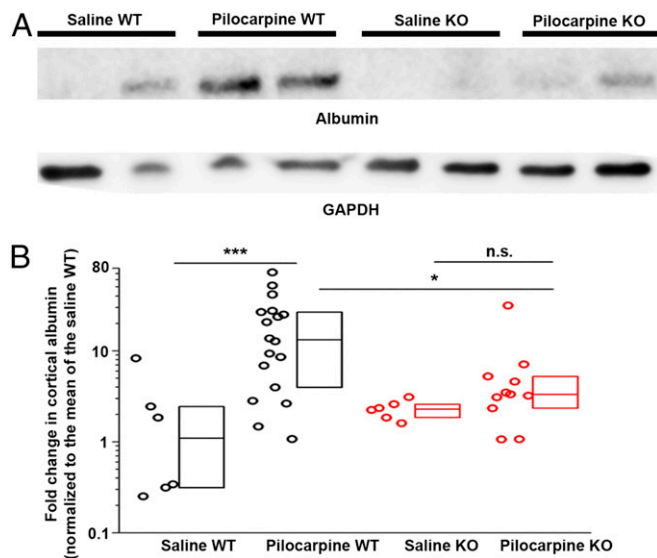 A
Saline WT Pilocarpine WT Saline KO Pilocarpine KO
Albumin
GAPDH
B
Fold change in cortical albumin
(normalized to the mean of the saline WT)
80
10
1
0.1
***
n.s.
*
Saline WT Pilocarpine WT Saline KO Pilocarpine KO